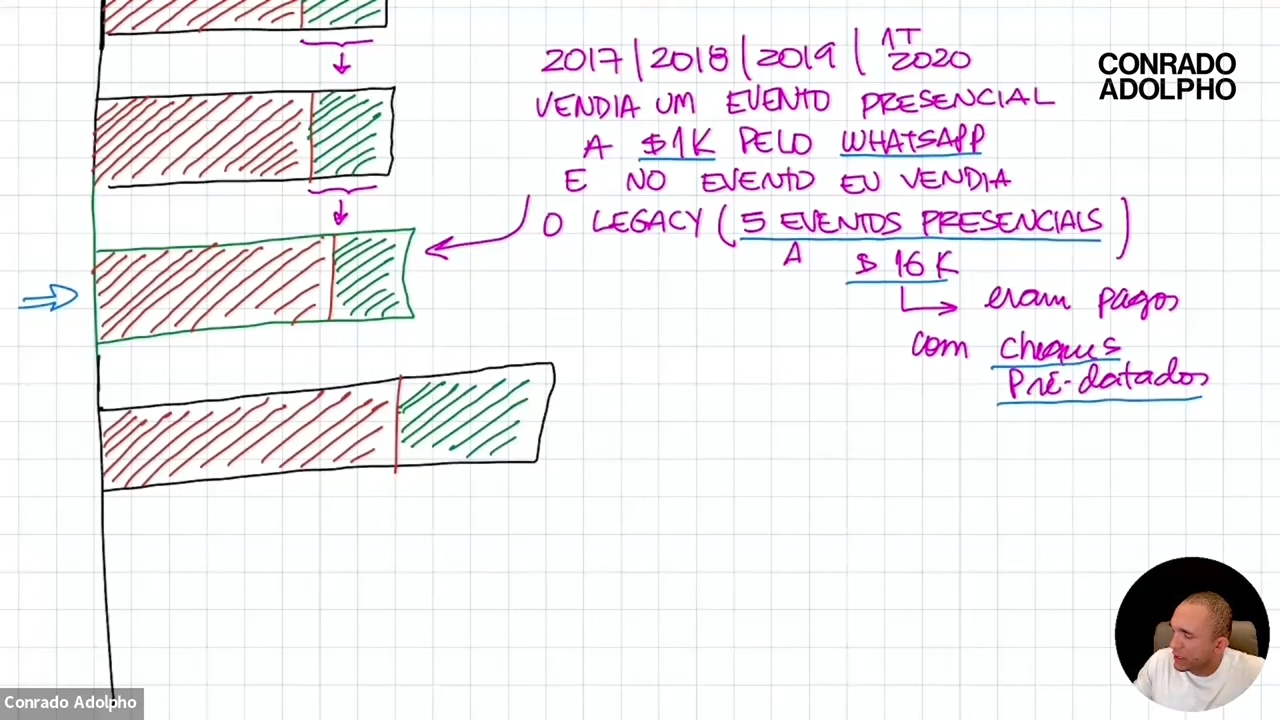 2017 | 2018 | 2019 | 1T 2020
VENDIA UM EVENTO PRESENCIAL
A $1K PELO WHATSAPP
E NO EVENTO EU VENDIA
O LEGACY (5 EVENTOS PRESENCIAIS)
A $ 16K
eram pagos
com cheques
Pré-datados
CONRADO
ADOLPHO
Conrado Adolpho